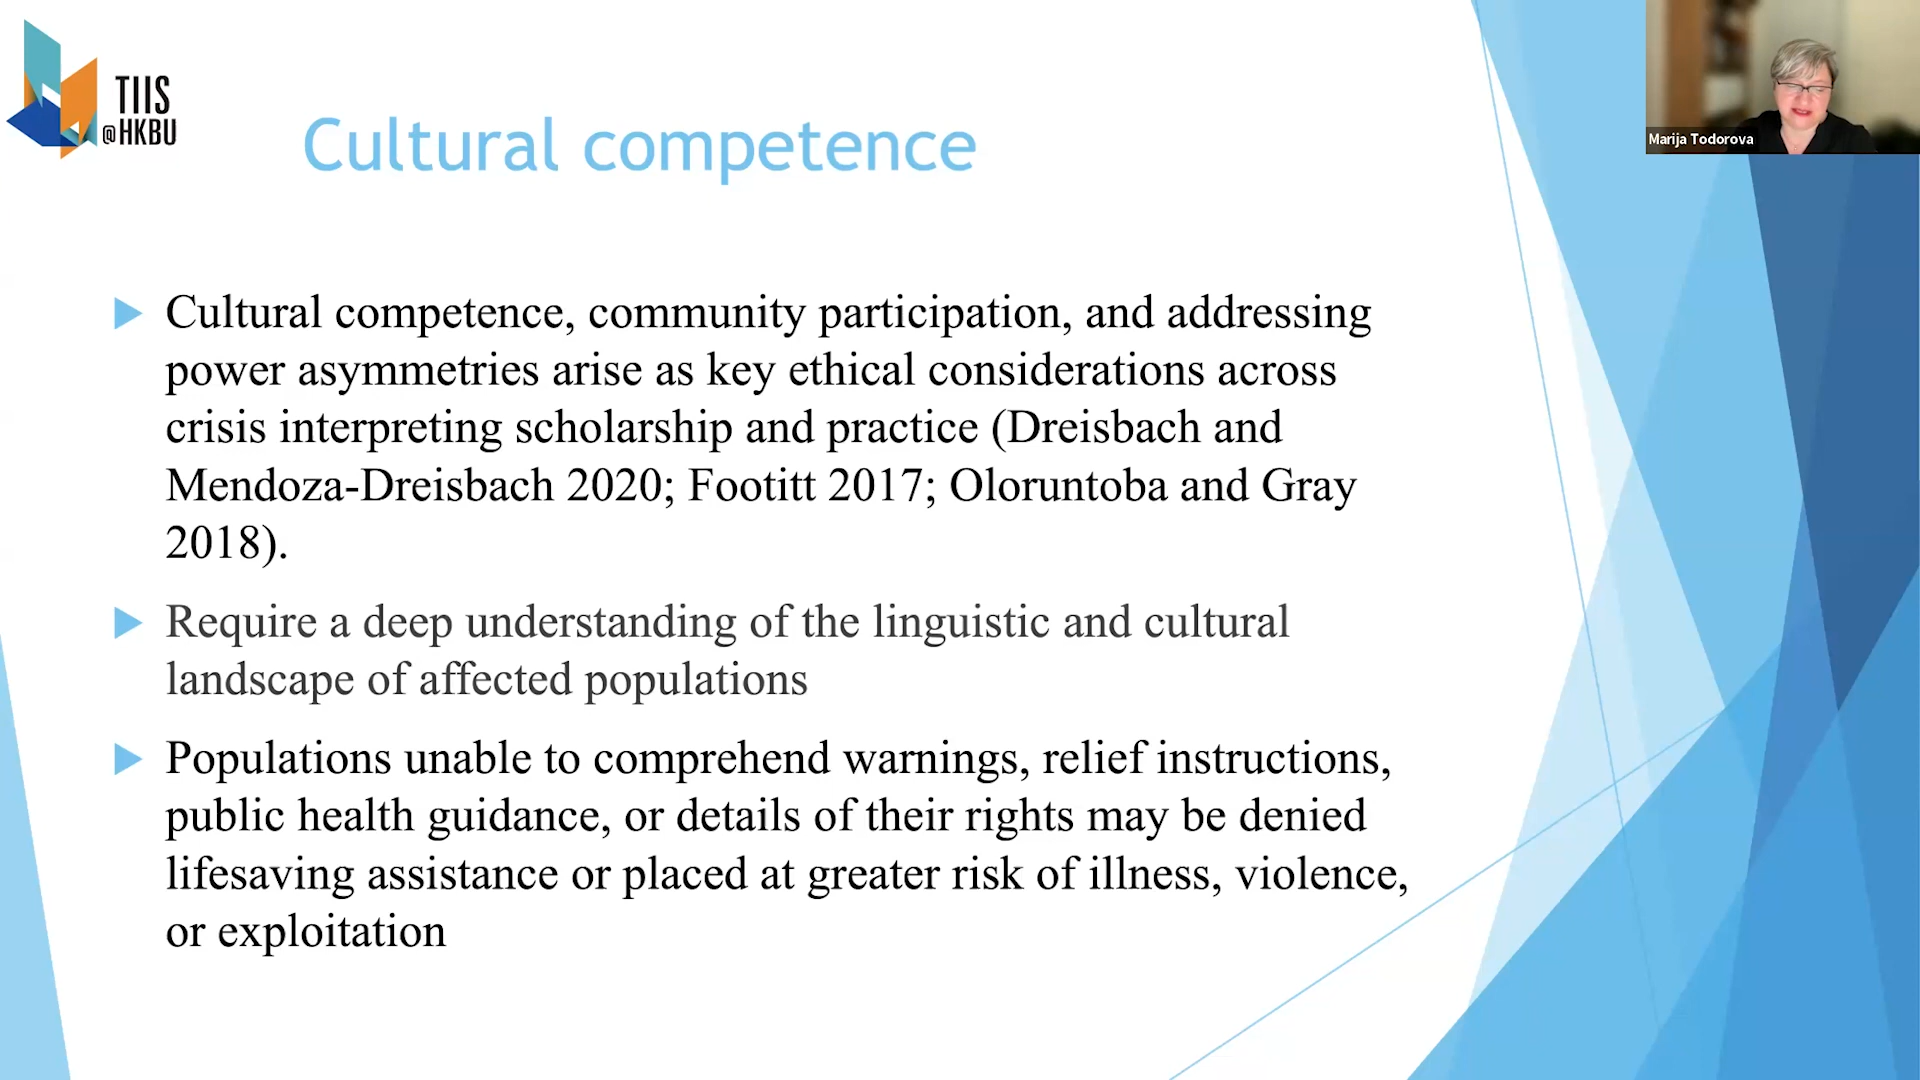 TIIS
@HKBU
Marija Todorova
Cultural competence
Cultural competence, community participation, and addressing
power asymmetries arise as key ethical considerations across
crisis interpreting scholarship and practice (Dreisbach and
Mendoza-Dreisbach 2020; Footitt 2017; Oloruntoba and Gray
2018).
Require a deep understanding of the linguistic and cultural
landscape of affected populations
Populations unable to comprehend warnings, relief instructions,
public health guidance, or details of their rights may be denied
lifesaving assistance or placed at greater risk of illness, violence,
or exploitation